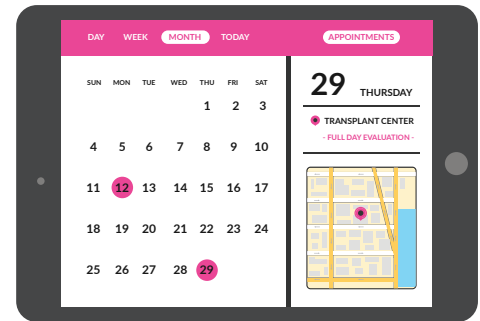 DAY WEEK MONTH TODAY APPOINTMENTS
SUN MON TUE WED THU FRI SAT
1 2 3
4 5 6 7 8 9 10
11 12 13 14 15 16 17
18 19 20 21 22 23 24
25 26 27 28 29
29 THURSDAY
TRANSPLANT CENTER
- FULL DAY EVALUATION -